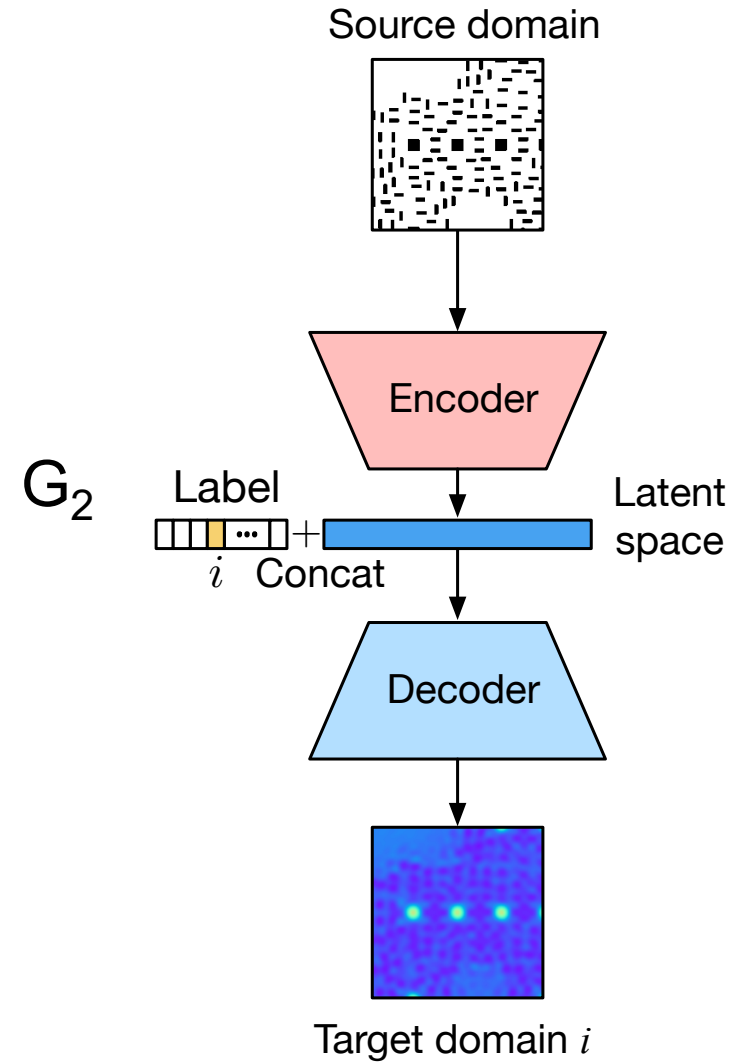 Source domain
Encoder
G₂
Label
+
...
i
Concat
Latent
space
Decoder
Target domain i